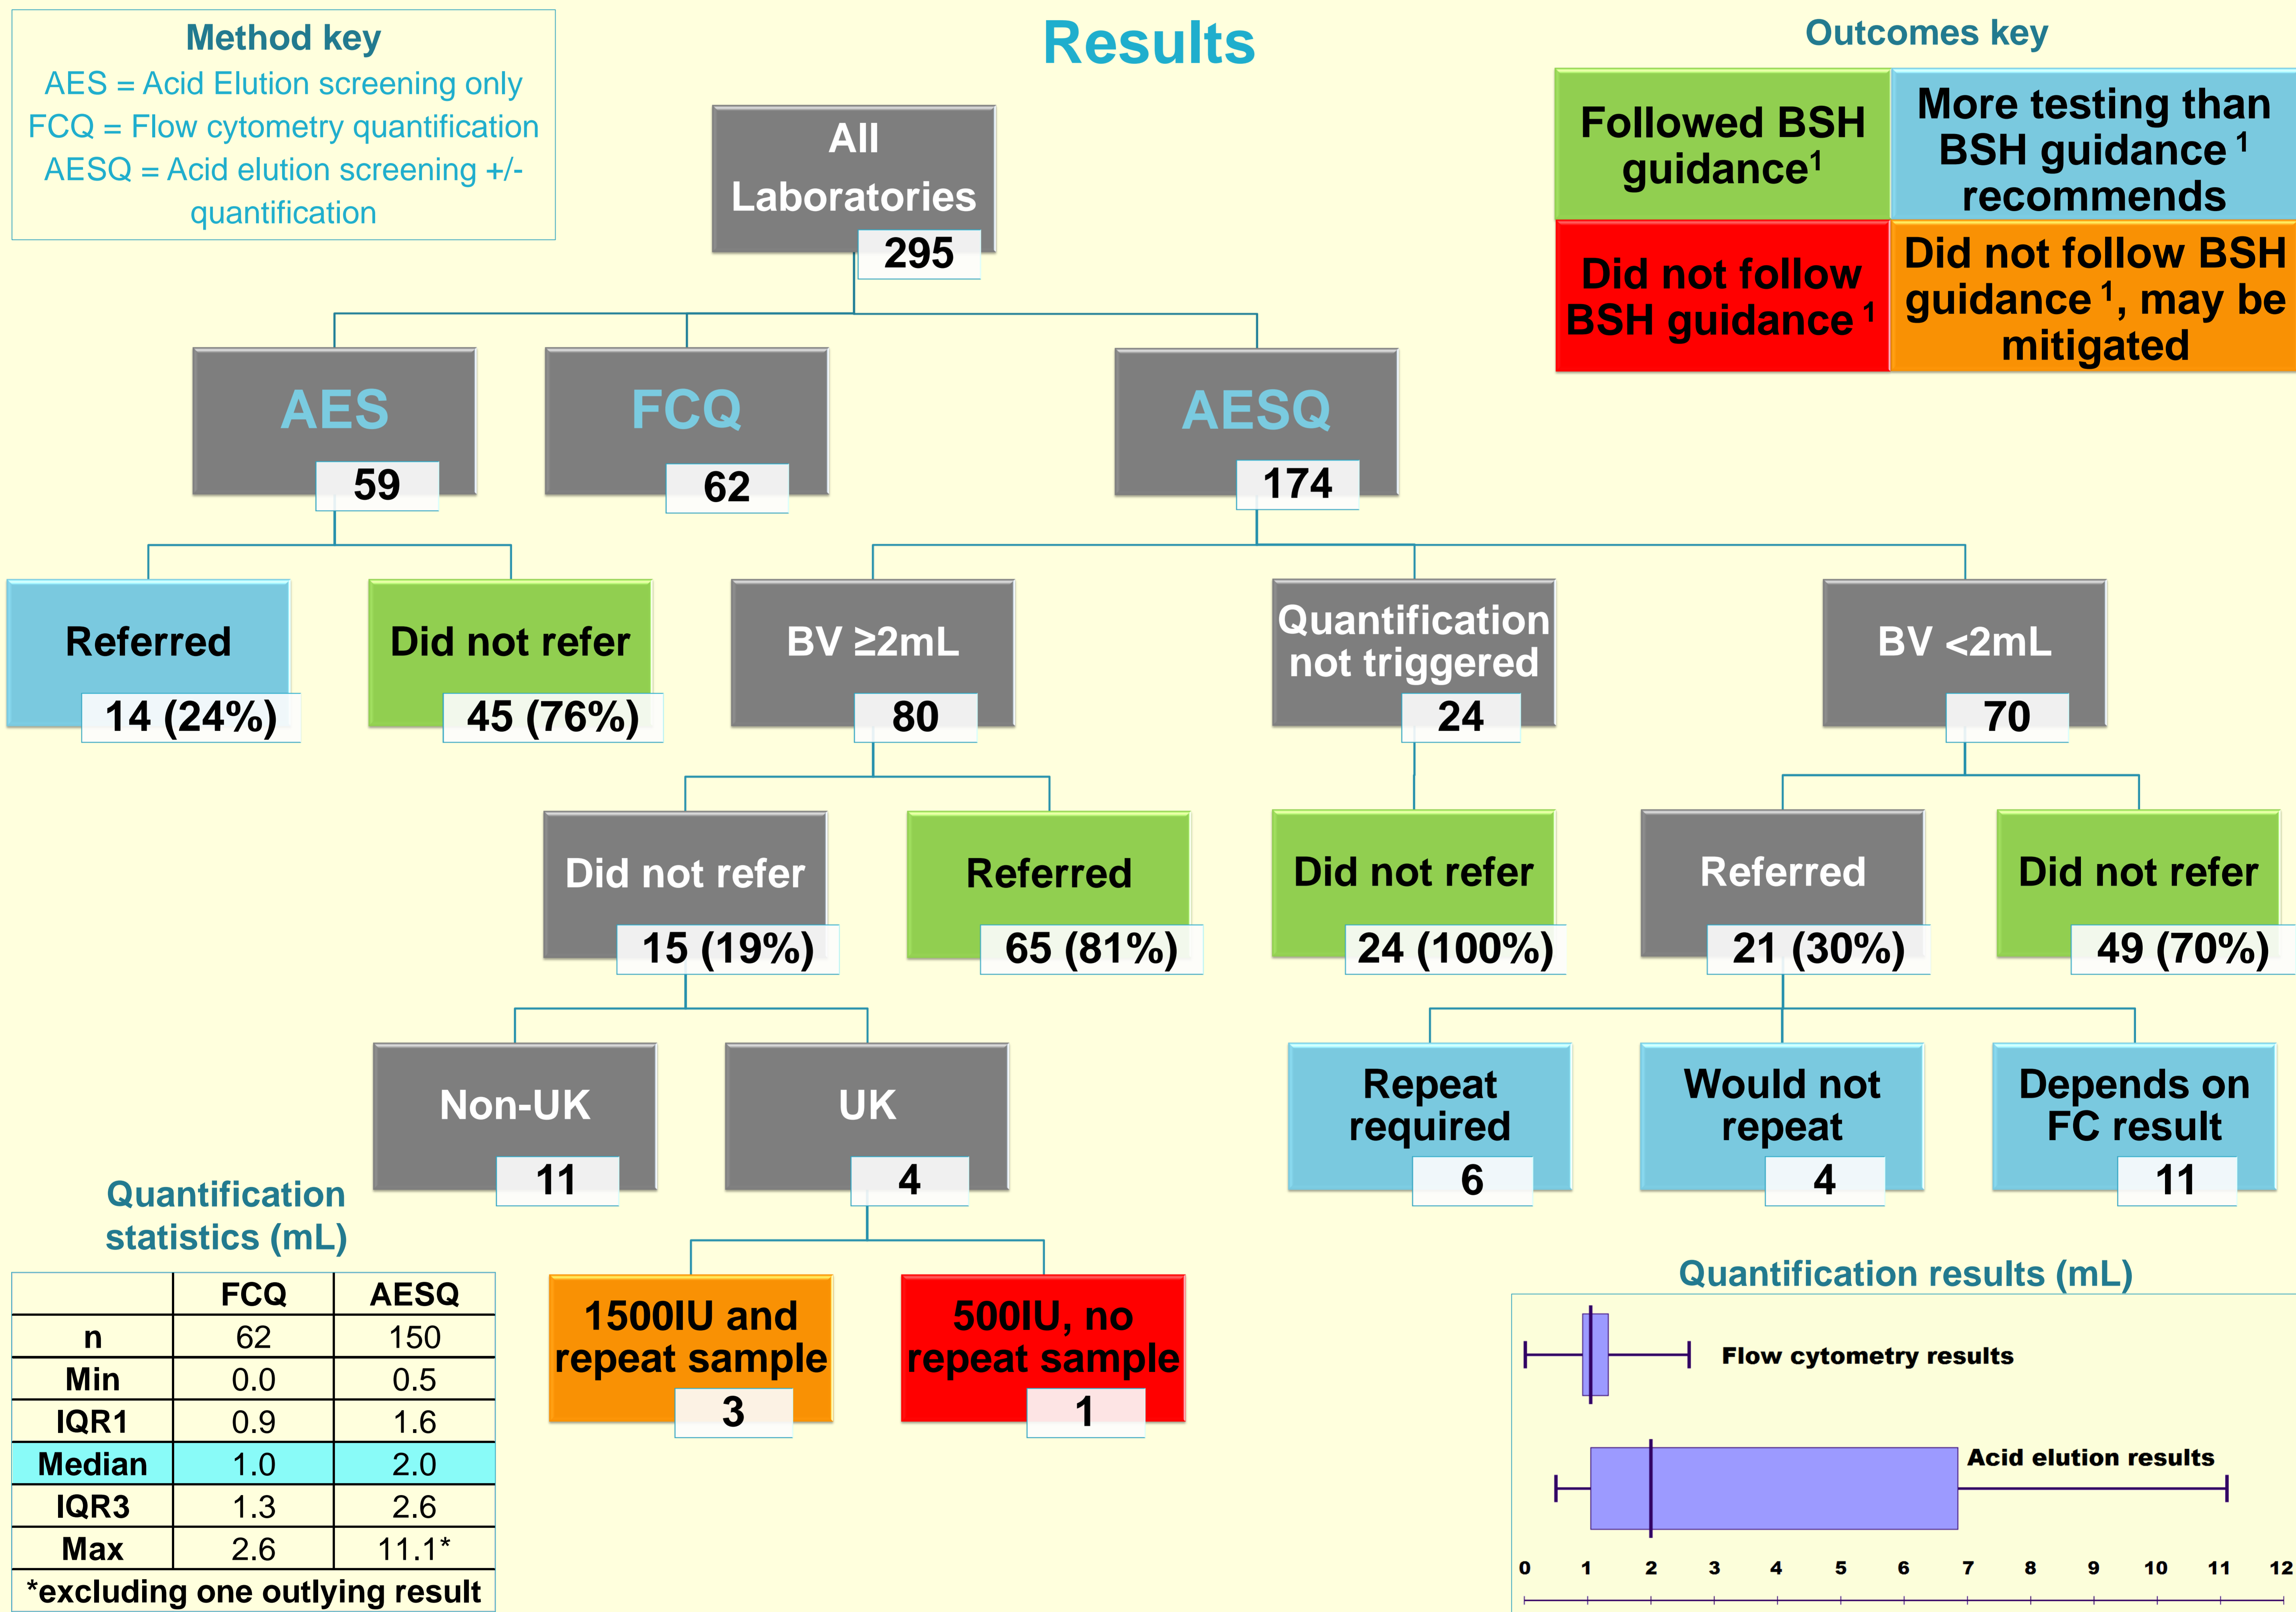 Method key
AES = Acid Elution screening only
FCQ = Flow cytometry quantification
AESQ = Acid elution screening +/-
quantification
Results
Outcomes key
Followed BSH
guidance¹
More testing than
BSH guidance ¹
recommends
Did not follow
BSH guidance ¹
Did not follow BSH
guidance ¹, may be
mitigated
All
Laboratories
295
AES
59
FCQ
62
AESQ
174
Referred
14 (24%)
Did not refer
45 (76%)
BV ≥2mL
80
Quantification
not triggered
24
BV <2mL
70
Did not refer
15 (19%)
Referred
65 (81%)
Did not refer
24 (100%)
Referred
21 (30%)
Did not refer
49 (70%)
Non-UK
11
UK
4
Repeat
required
6
Would not
repeat
4
Depends on
FC result
11
1500IU and
repeat sample
3
500IU, no
repeat sample
1
Quantification
statistics (mL)
FCQ AESQ
n 62 150
Min 0.0 0.5
IQR1 0.9 1.6
Median 1.0 2.0
IQR3 1.3 2.6
Max 2.6 11.1*
*excluding one outlying result
Quantification results (mL)
Flow cytometry results
Acid elution results
0 1 2 3 4 5 6 7 8 9 10 11 12